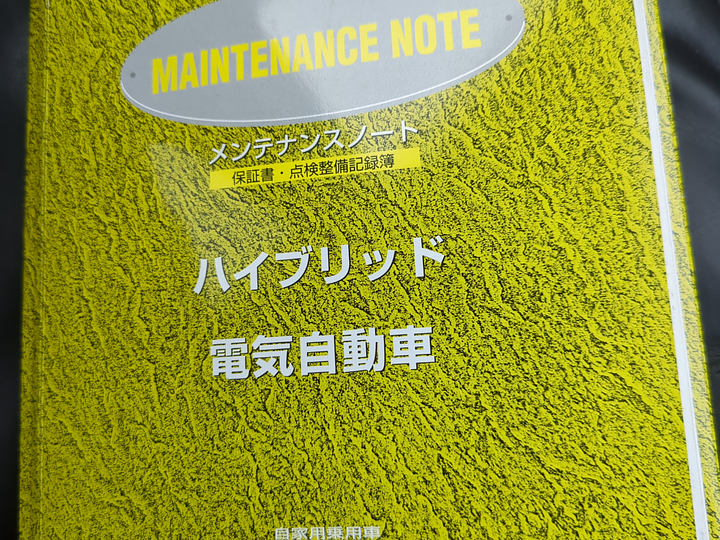 MAINTENANCE NOTE
メンテナンスノート
保証書・点検整備記録簿
ハイブリッド
電気自動車
自家用乗用車